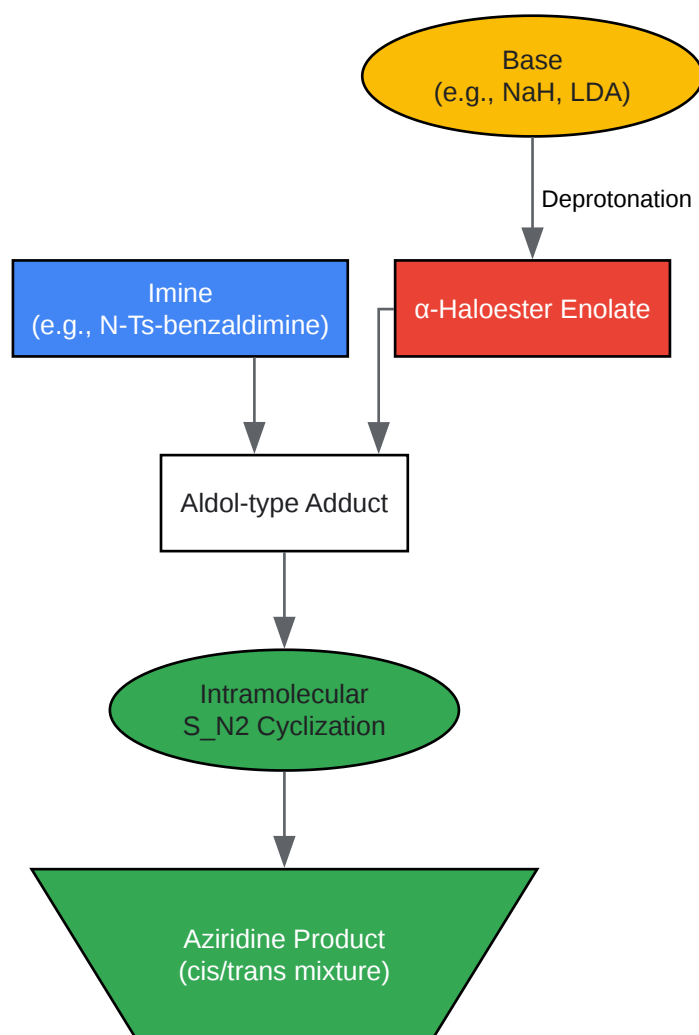 Base
(e.g., NaH, LDA)
Deprotonation
Imine
(e.g., N-Ts-benzaldimine)
α-Haloester Enolate
Aldol-type Adduct
Intramolecular
S_N2 Cyclization
Aziridine Product
(cis/trans mixture)